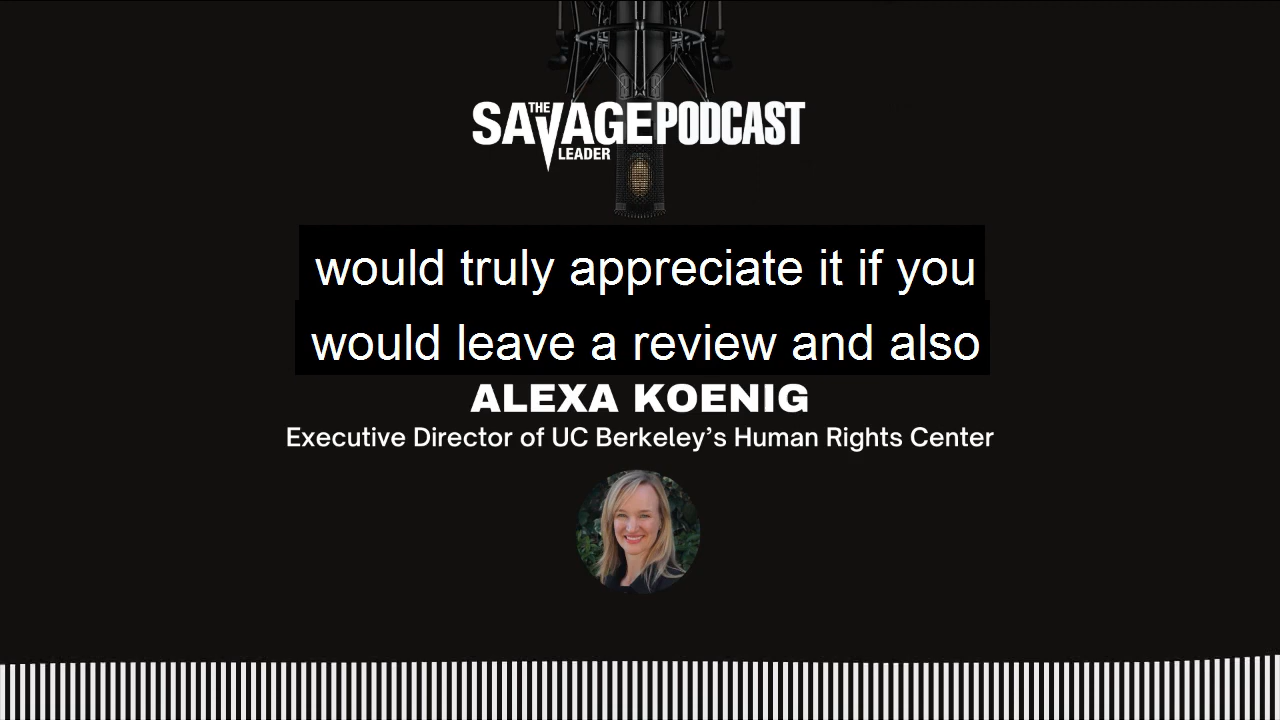 THE
SAVAGE PODCAST
LEADER
would truly appreciate it if you
would leave a review and also
ALEXA KOENIG
Executive Director of UC Berkeley’s Human Rights Center